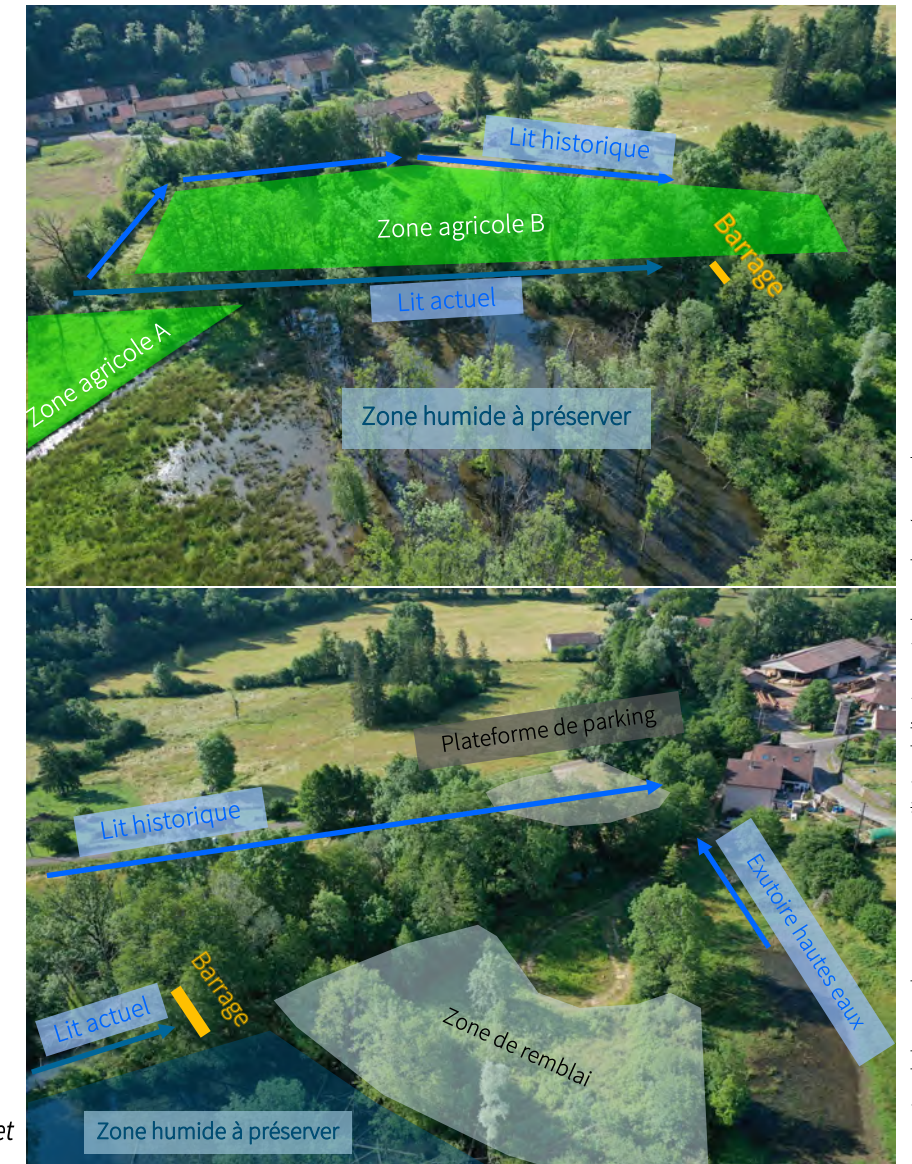 Lit historique
Zone agricole B
Barrage
Lit actuel
Zone agricole A
Zone humide à préserver
Plateforme de parking
Lit historique
Exutoire hautes eaux
Barrage
Lit actuel
Zone de remblai
et
Zone humide à préserver